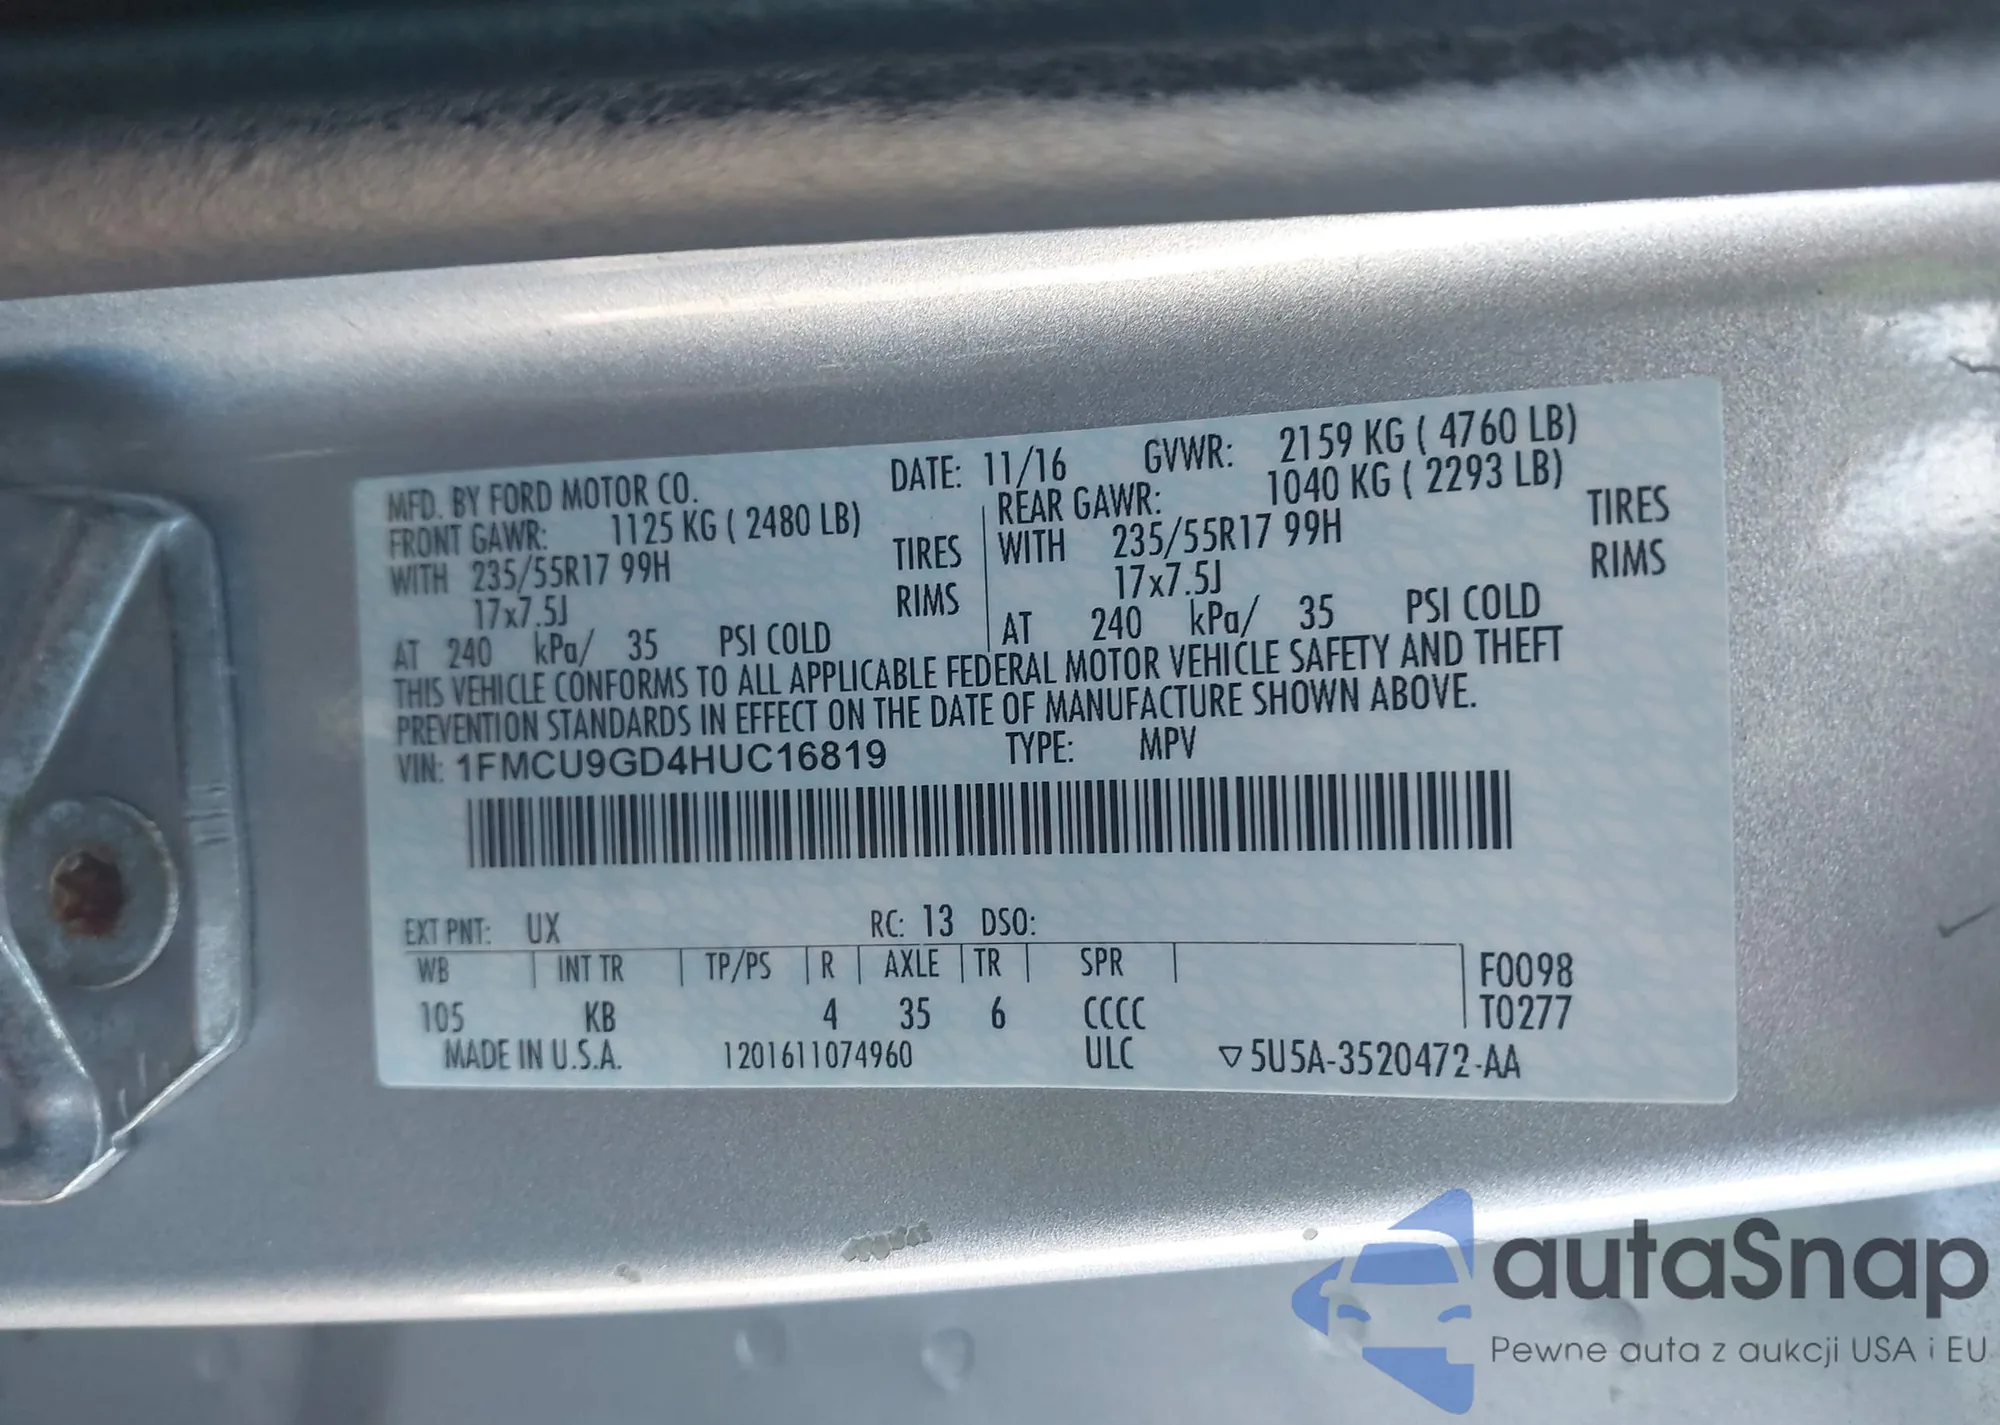 MFD. BY FORD MOTOR CO. DATE: 11/16 GVWR: 2159 KG ( 4760 LB)
FRONT GAWR: 1125 KG ( 2480 LB) REAR GAWR: 1040 KG ( 2293 LB)
WITH 235/55R17 99H TIRES WITH 235/55R17 99H TIRES
17x7.5J RIMS 17x7.5J RIMS
AT 240 kPa/ 35 PSI COLD AT 240 kPa/ 35 PSI COLD
THIS VEHICLE CONFORMS TO ALL APPLICABLE FEDERAL MOTOR VEHICLE SAFETY AND THEFT
PREVENTION STANDARDS IN EFFECT ON THE DATE OF MANUFACTURE SHOWN ABOVE.
VIN: 1FMCU9GD4HUC16819 TYPE: MPV
EXT PNT: UX RC: 13 DSO:
WB INT TR TP/PS R AXLE TR SPR F0098
105 KB 4 35 6 CCCC T0277
MADE IN U.S.A. 1201611074960 ULC ▽5U5A-3520472-AA
autaSnap
Pewne auta z aukcji USA i EU